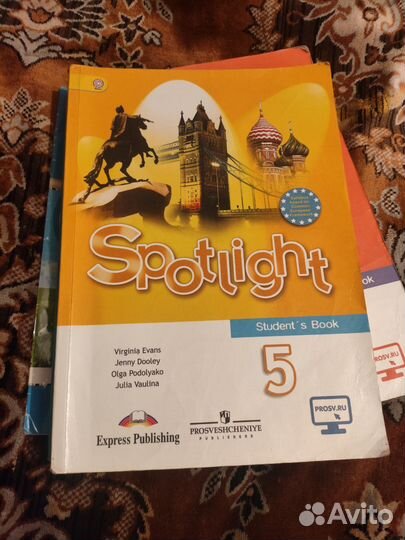 Spotlight
Student's Book
Virginia Evans
Jenny Dooley
Olga Podolyako
Julia Vaulina
5
Express Publishing
PROSVESHCHENIYE
PUBLISHERS
PROSV.RU
ok
PROSV.RU
Avito